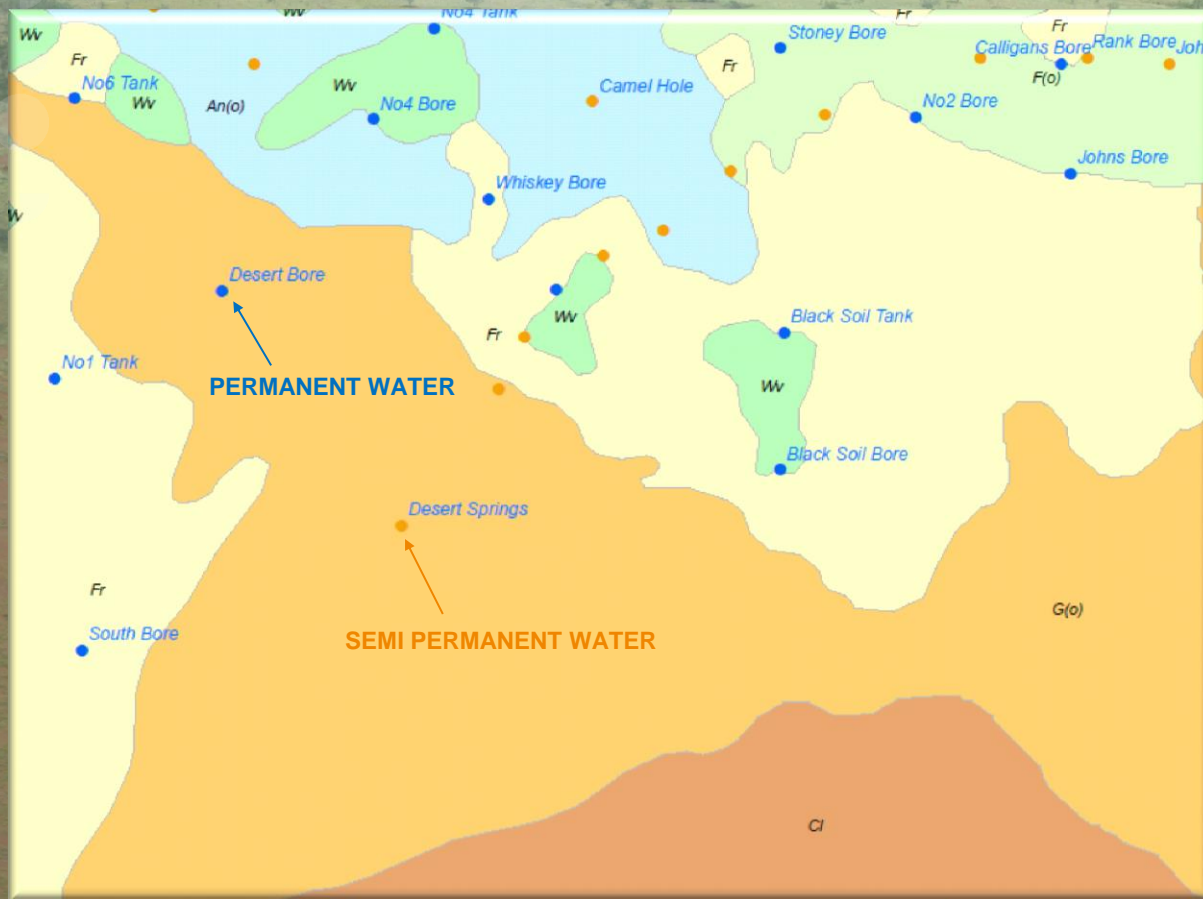 Wv
No4 Tank
Fr
Wv
Stoney Bore
Fr
Calligans Bore
Rank Bore
Joh
Fr
Fr
F(o)
No6 Tank
Wv
An(o)
Wv
No4 Bore
Camel Hole
No2 Bore
Johns Bore
Whiskey Bore
W
Desert Bore
Wv
Black Soil Tank
Fr
No1 Tank
PERMANENT WATER
Wv
Black Soil Bore
Desert Springs
Fr
G(o)
South Bore
SEMI PERMANENT WATER
Cl